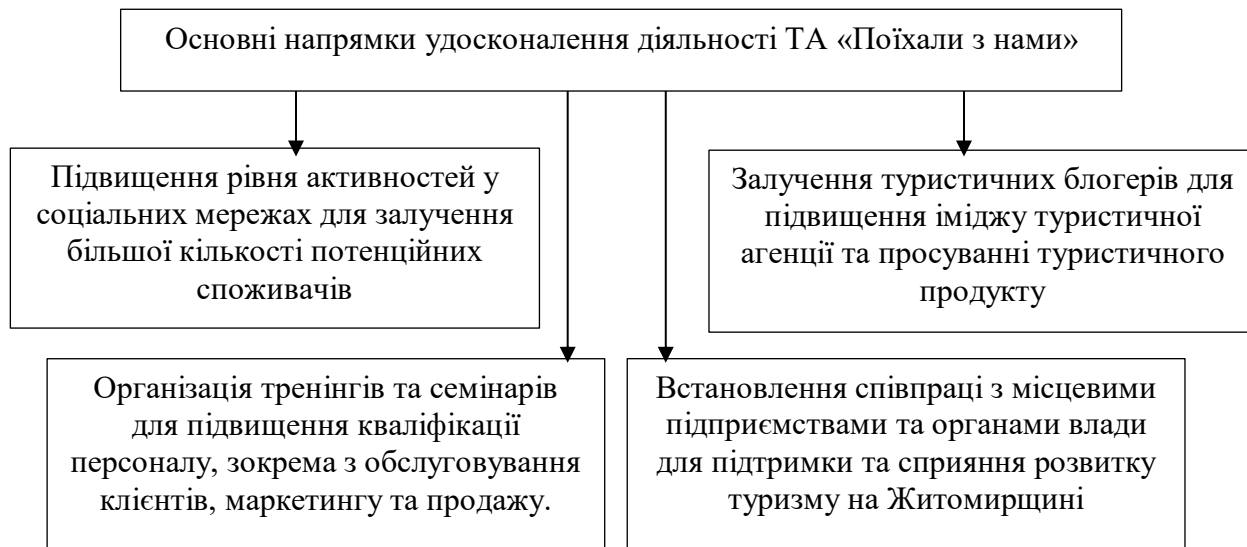 Основні напрямки удосконалення діяльності ТА «Поїхали з нами»
Підвищення рівня активностей у
соціальних мережах для залучення
більшої кількості потенційних
споживачів
Залучення туристичних блогерів для
підвищення іміджу туристичної
агенції та просуванні туристичного
продукту
Організація тренінгів та семінарів
для підвищення кваліфікації
персоналу, зокрема з обслуговування
клієнтів, маркетингу та продажу.
Встановлення співпраці з місцевими
підприємствами та органами влади
для підтримки та сприяння розвитку
туризму на Житомирщині